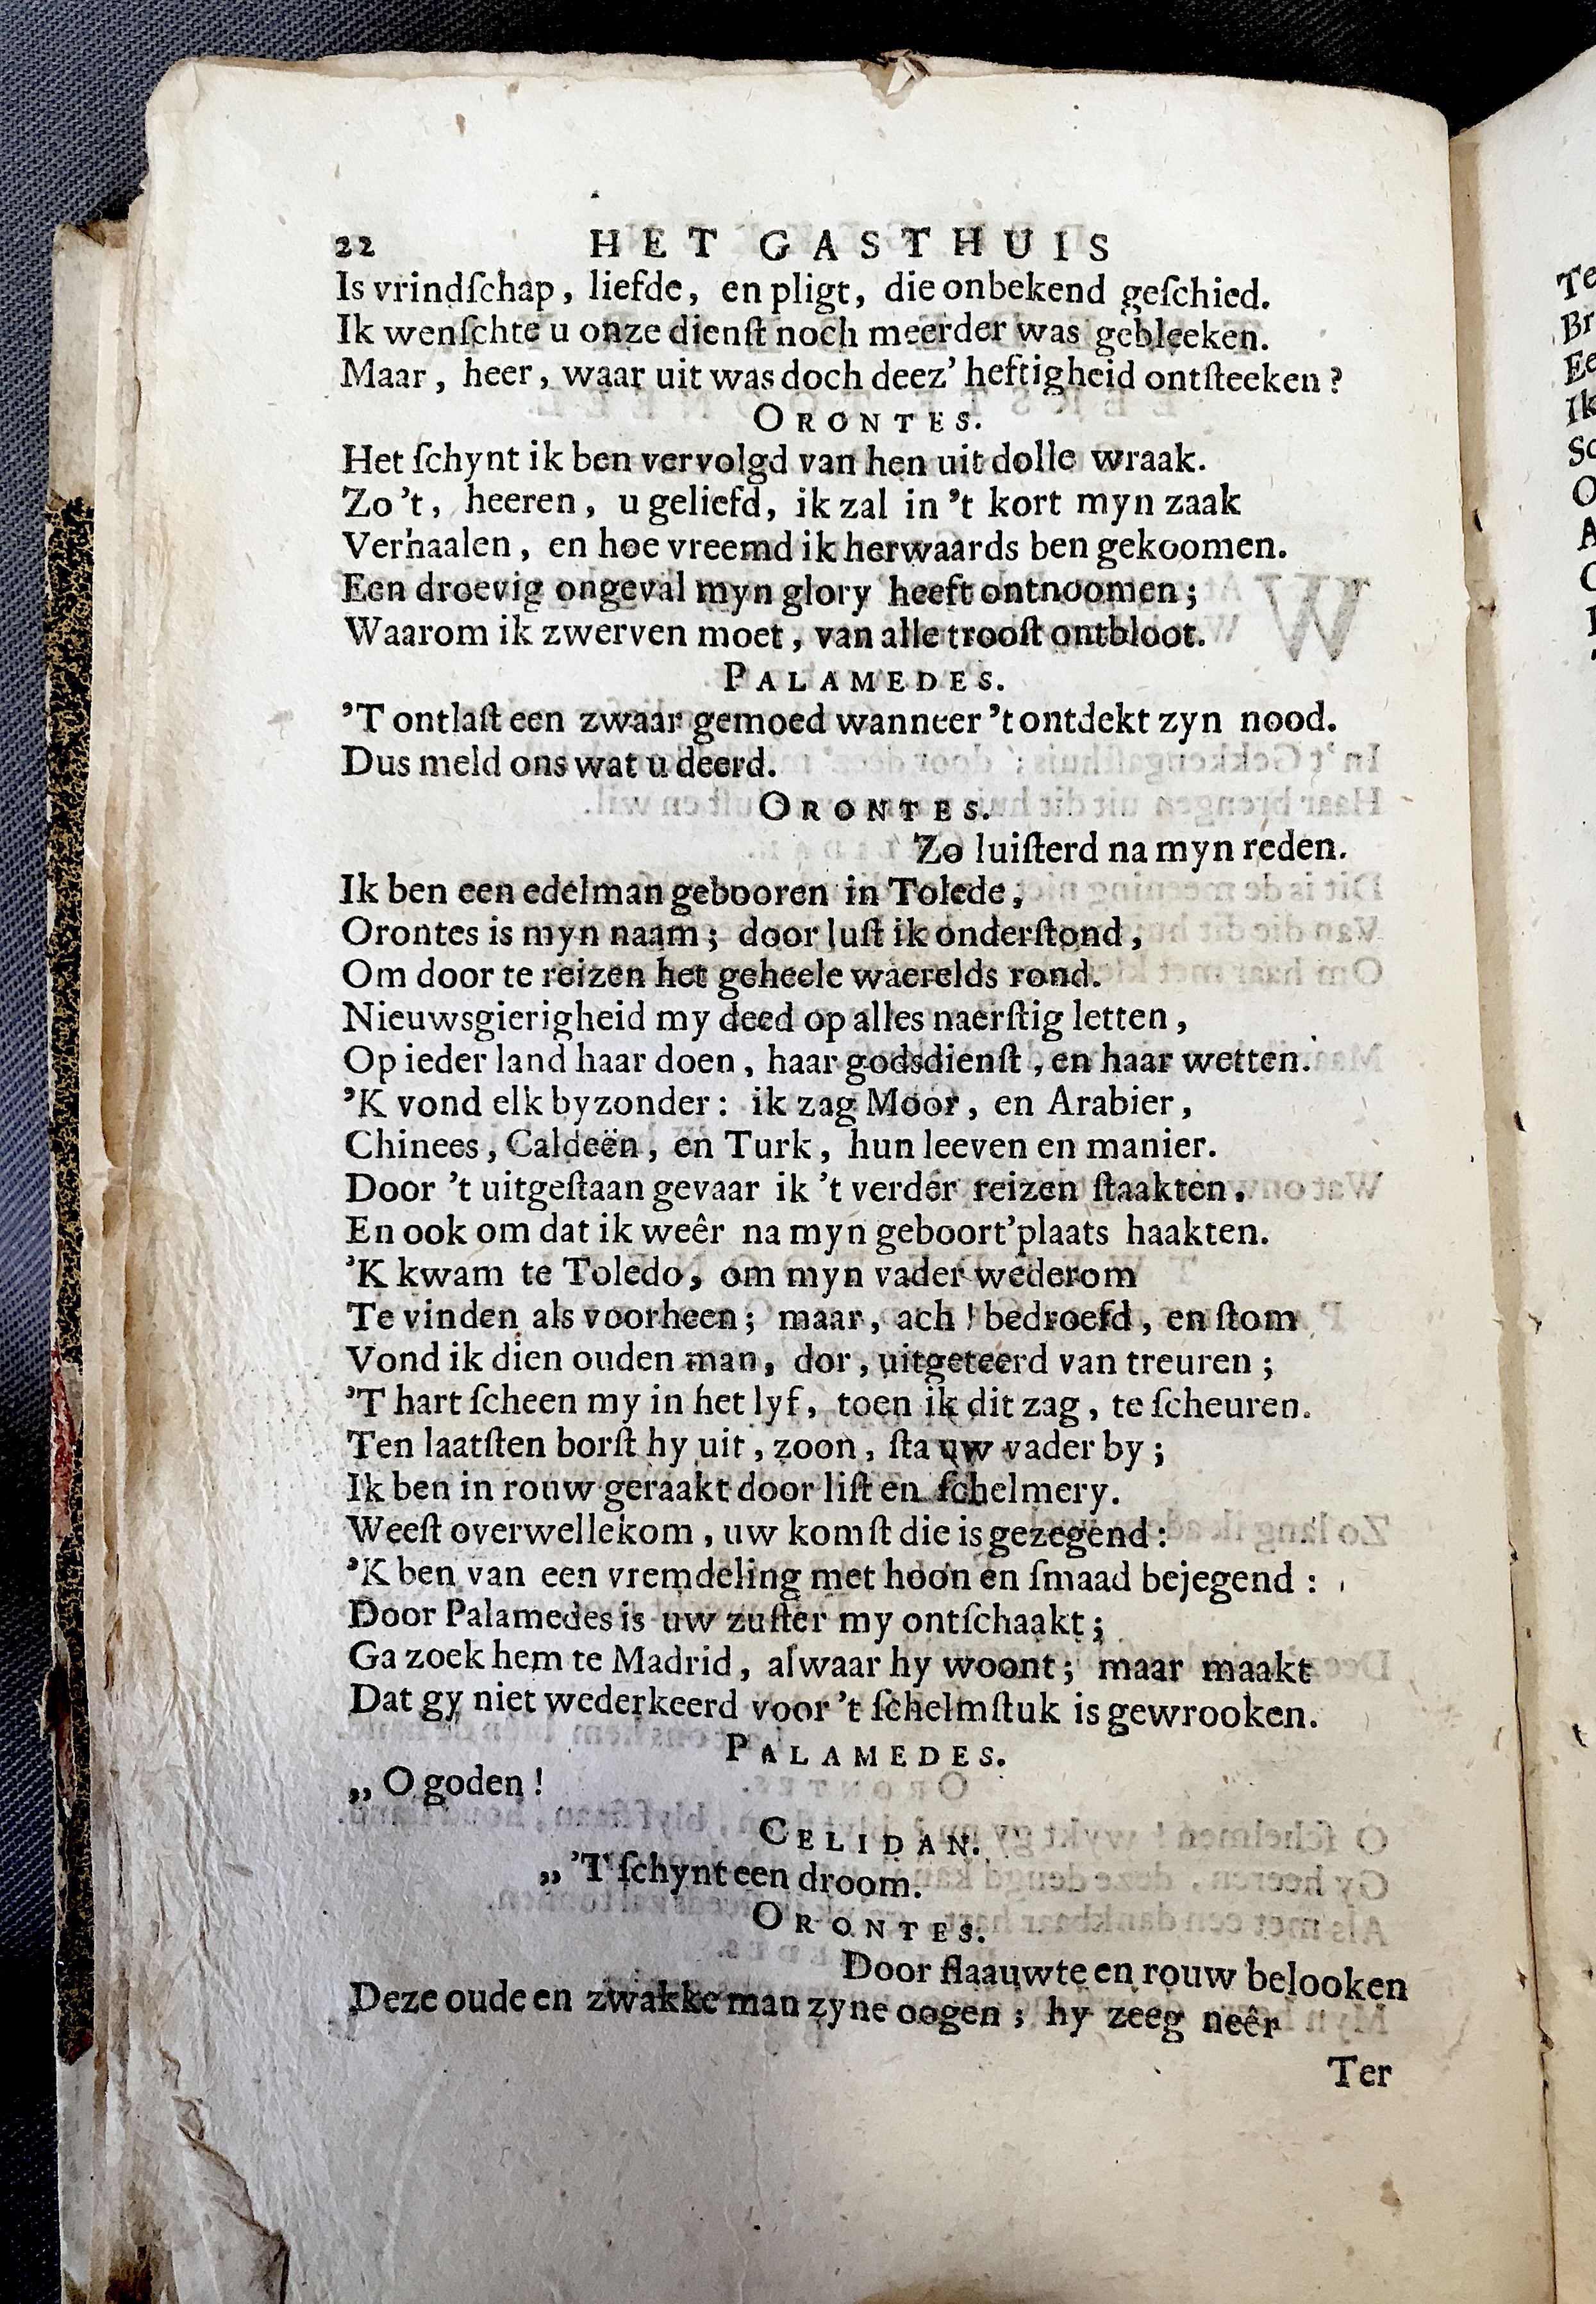 22 HET GASTHUIS
Is vrindſchap, liefde, en pligt, die onbekend geſchied.
Ik wenſchte u onze dienſt noch meerder was gebleeken.
Maar, heer, waar uit was doch deez' heftigheid ontſteeken?
ORONTES.
Het ſchynt ik ben vervolgd van hen uit dolle wraak.
Zo 't, heeren, u geliefd, ik zal in 't kort myn zaak
Verhaalen, en hoe vreemd ik herwaards ben gekoomen.
Een droevig ongeval myn glory heeft ontnoomen;
Waarom ik zwerven moet, van alle trooſt ontbloot.
PALAMEDES.
'T ontlaſt een zwaar gemoed wanneer 't ontdekt zyn nood.
Dus meld ons wat u deerd.
ORONTES.
Zo luiſterd na myn reden.
Ik ben een edelman gebooren in Tolede,
Orontes is myn naam; door luſt ik onderſtond,
Om door te reizen het geheele waerelds rond.
Nieuwsgierigheid my deed op alles naerſtig letten,
Op ieder land haar doen, haar godsdienſt, en haar wetten.
'K vond elk byzonder: ik zag Moor, en Arabier,
Chinees, Caldeën, en Turk, hun leeven en manier.
Door 't uitgeſtaan gevaar ik 't verder reizen ſtaakten.
En ook om dat ik weêr na myn geboort'plaats haakten.
'K kwam te Toledo, om myn vader wederom
Te vinden als voorheen; maar, ach! bedroefd, en ſtom
Vond ik dien ouden man, dor, uitgeteerd van treuren;
'T hart ſcheen my in het lyf, toen ik dit zag, te ſcheuren.
Ten laatſten borſt hy uit, zoon, ſta uw vader by;
Ik ben in rouw geraakt door liſt en ſchelmery.
Weeſt overwellekom, uw komſt die is gezegend:
'K ben van een vremdeling met hoon en ſmaad bejegend:
Door Palamedes is uw zuſter my ontſchaakt;
Ga zoek hem te Madrid, alwaar hy woont; maar maakt
Dat gy niet wederkeerd voor 't ſchelmſtuk is gewrooken.
PALAMEDES.
„ O goden!
CELIDAN.
„ 'T ſchynt een droom.
ORONTES.
Door flaauwte en rouw belooken
Deze oude en zwakke man zyne oogen; hy zeeg neêr
Ter